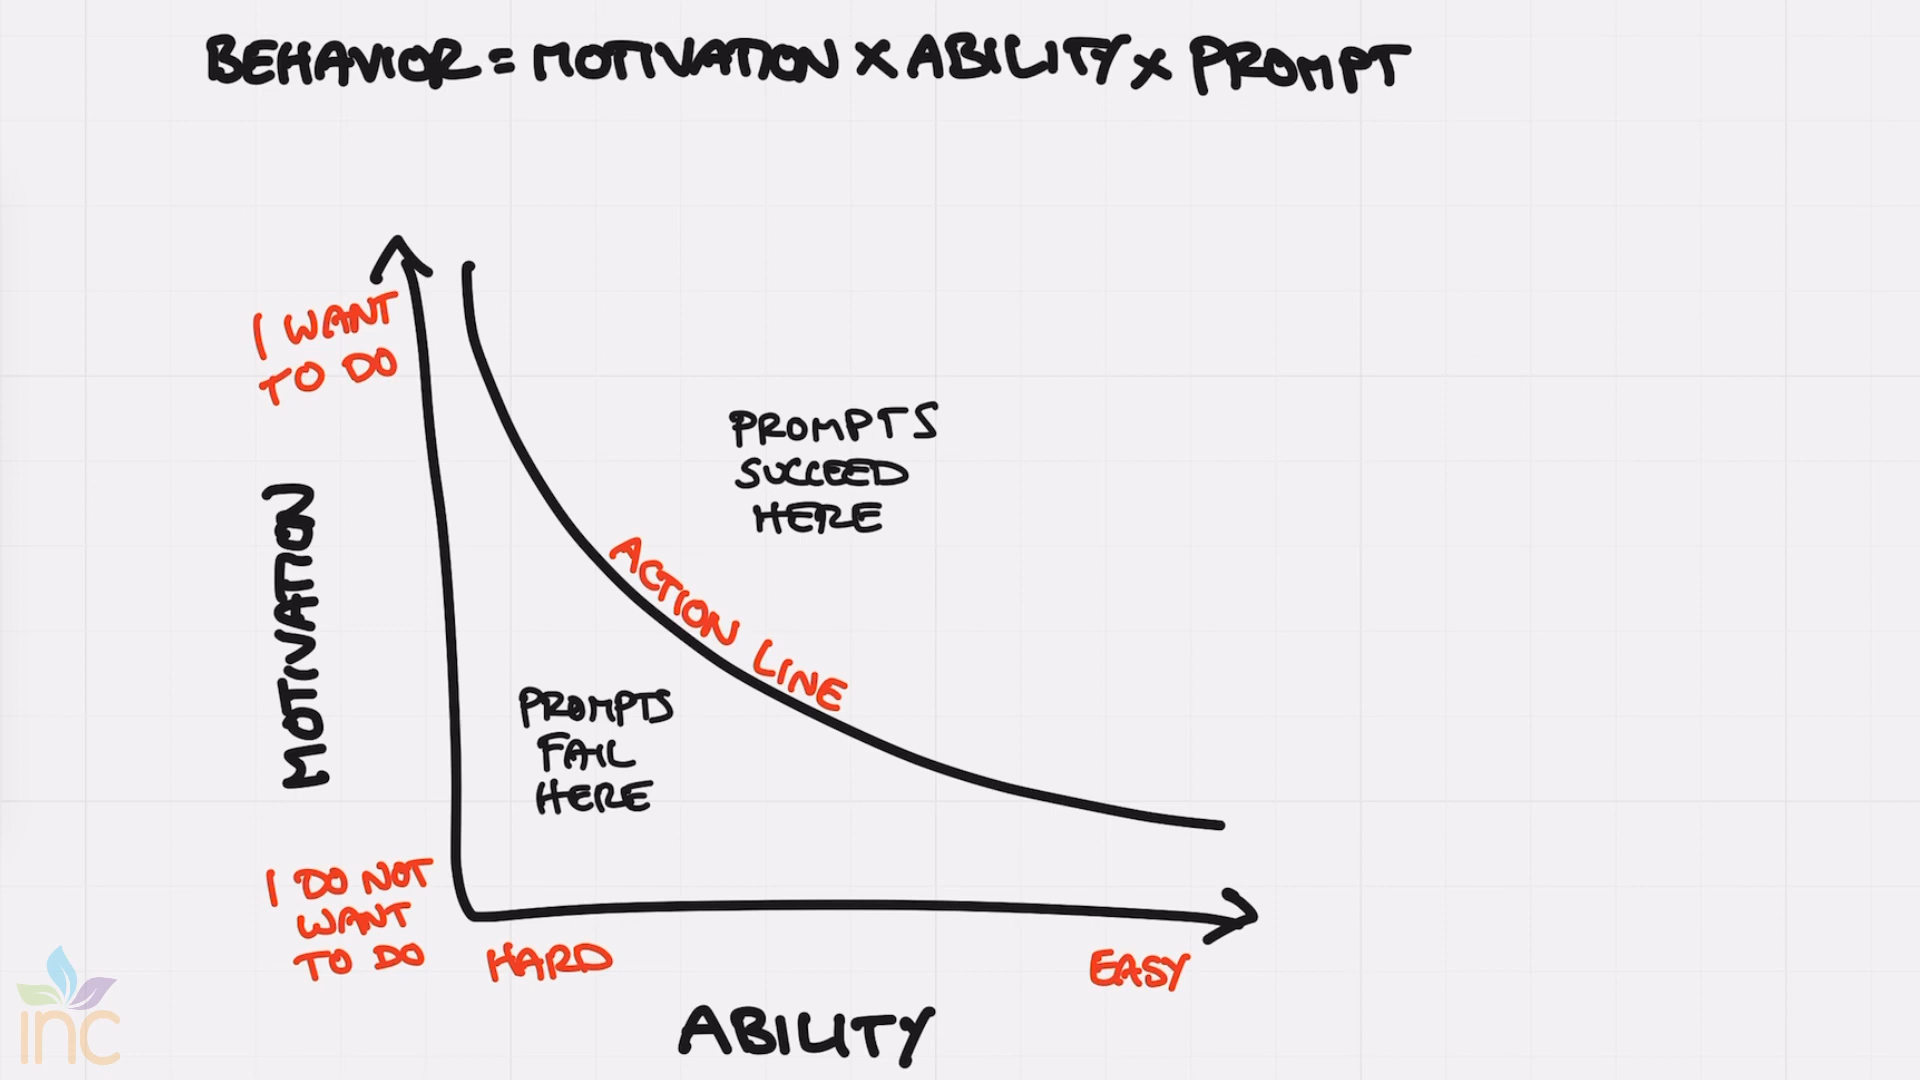 BEHAVIOR = MOTIVATION X ABILITY X PROMPT
I WANT
TO DO
PROMPTS
SUCCEED
HERE
MOTIVATION
ACTION LINE
PROMPTS
FAIL
HERE
I DO NOT
WANT
TO DO
HARD
EASY
ABILITY
inc